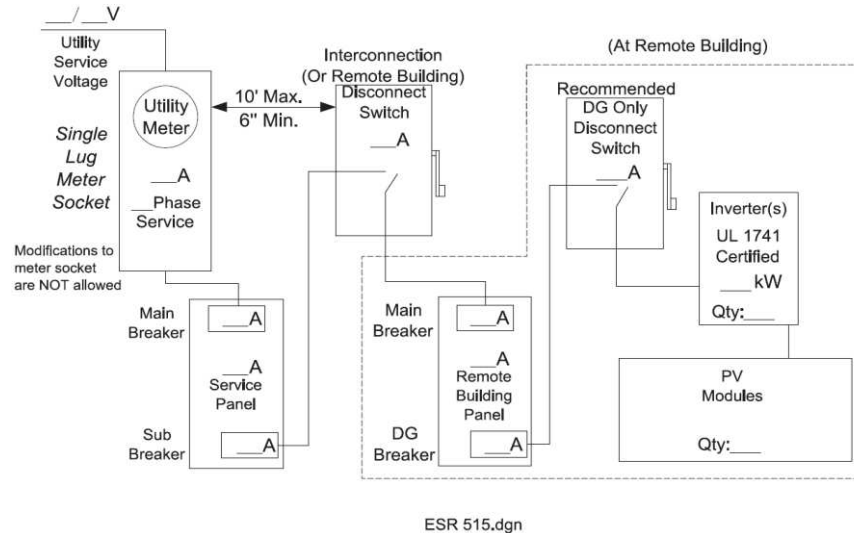 ___/___V
Utility
Service
Voltage
Utility
Meter
Single
Lug
Meter
Socket
___A
___Phase
Service
Modifications to
meter socket
are NOT allowed
10' Max.
6" Min.
Interconnection
(Or Remote Building)
Disconnect
Switch
___A
(At Remote Building)
Recommended
DG Only
Disconnect
Switch
___A
Inverter(s)
UL 1741
Certified
___ kW
Qty:___
Main
Breaker
___A
___A
Service
Panel
Sub
Breaker
___A
Main
Breaker
___A
___A
Remote
Building
Panel
DG
Breaker
___A
PV
Modules
Qty:___
ESR 515.dgn